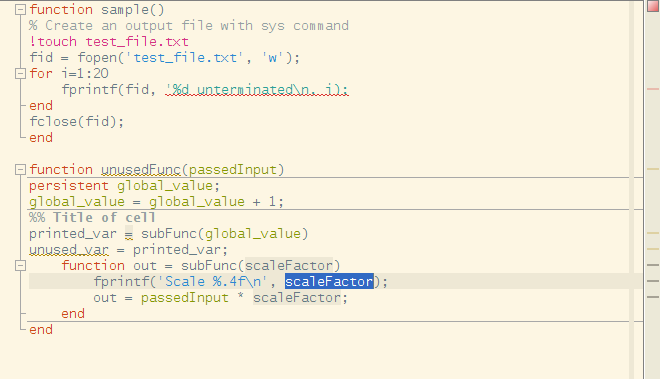 function sample()
% Create an output file with sys command
!touch test_file.txt
fid = fopen('test_file.txt', 'w');
for i=1:20
    fprintf(fid, '%d unterminated\n, i);
end
fclose(fid);
end

function unusedFunc(passedInput)
persistent global_value;
global_value = global_value + 1;
%% Title of cell
printed_var = subFunc(global_value)
unused_var = printed_var;
    function out = subFunc(scaleFactor)
        fprintf('Scale %.4f\n', scaleFactor);
        out = passedInput * scaleFactor;
    end
end